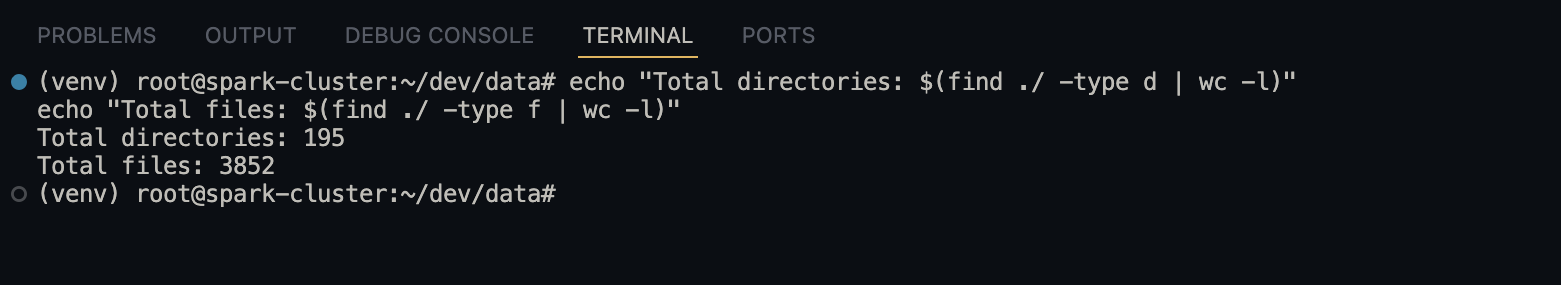 PROBLEMS OUTPUT DEBUG CONSOLE TERMINAL PORTS
(venv) root@spark-cluster:~/dev/data# echo "Total directories: $(find ./ -type d | wc -l)"
echo "Total files: $(find ./ -type f | wc -l)"
Total directories: 195
Total files: 3852
(venv) root@spark-cluster:~/dev/data#